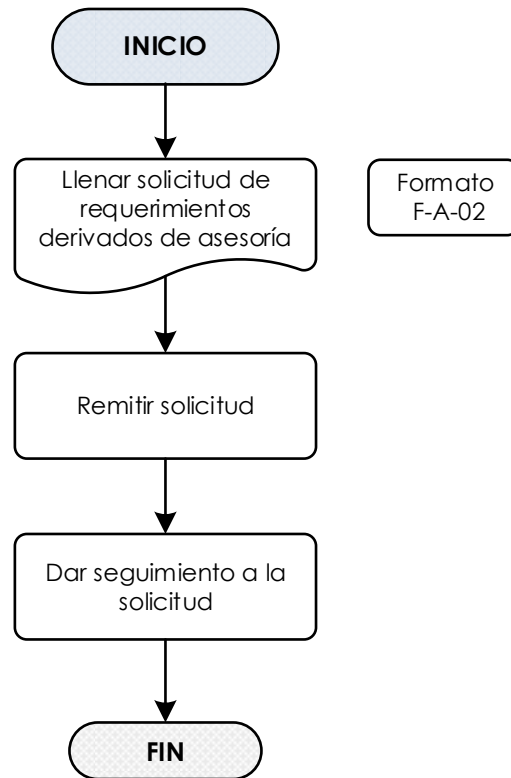 INICIO
Llenar solicitud de
requerimientos
derivados de asesoría
Formato
F-A-02
Remitir solicitud
Dar seguimiento a la
solicitud
FIN